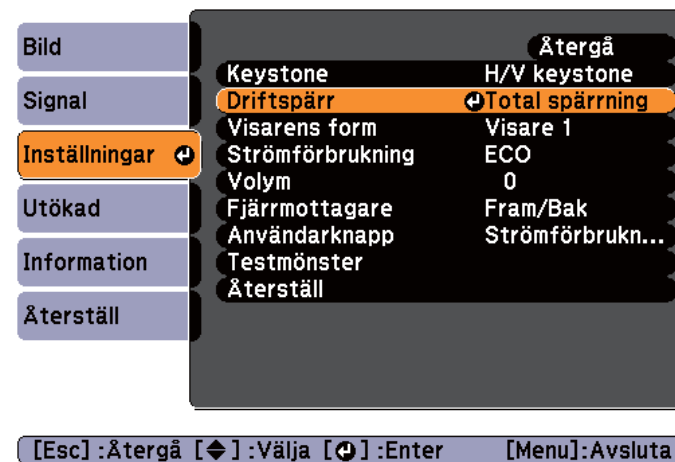 Bild
Signal
Inställningar
Utökad
Information
Återställ
Återgå
Keystone H/V keystone
Driftspärr Total spärrning
Visarens form Visare 1
Strömförbrukning ECO
Volym 0
Fjärrmottagare Fram/Bak
Användarknapp Strömförbrukn...
Testmönster
Återställ
[Esc] :Återgå [◆] :Välja [⏎] :Enter [Menu]:Avsluta